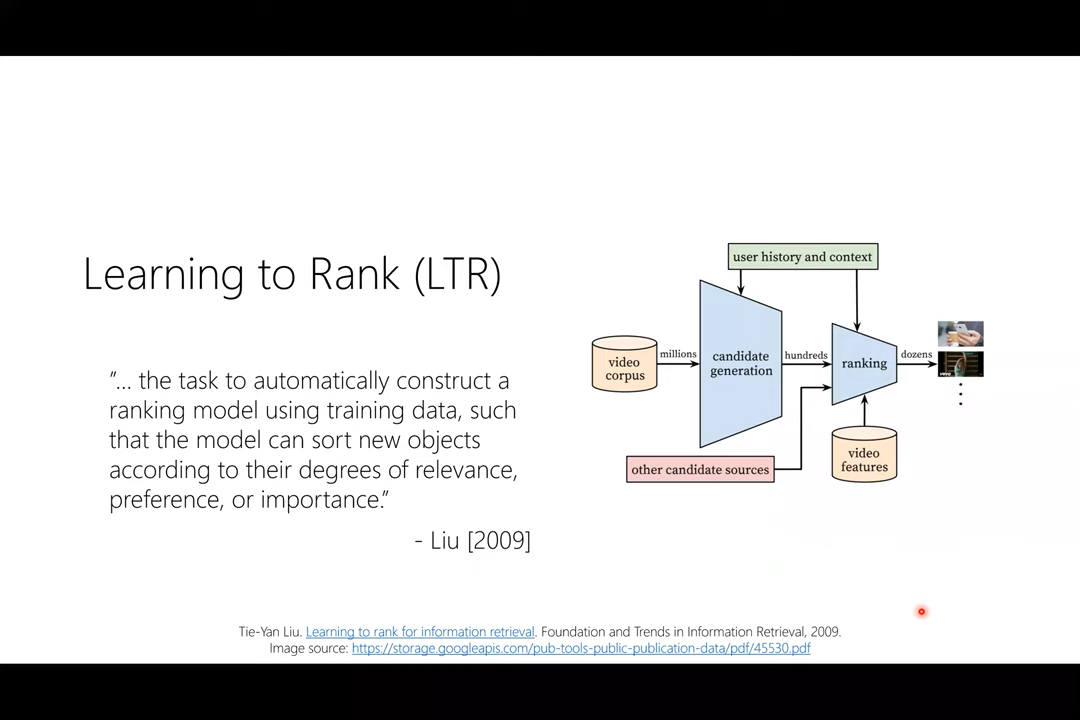 Learning to Rank (LTR)
"... the task to automatically construct a
ranking model using training data, such
that the model can sort new objects
according to their degrees of relevance,
preference, or importance."
- Liu [2009]
user history and context
video
corpus
millions
candidate
generation
hundreds
ranking
dozens
other candidate sources
video
features
Tie-Yan Liu. Learning to rank for information retrieval. Foundation and Trends in Information Retrieval, 2009.
Image source: https://storage.googleapis.com/pub-tools-public-publication-data/pdf/45530.pdf